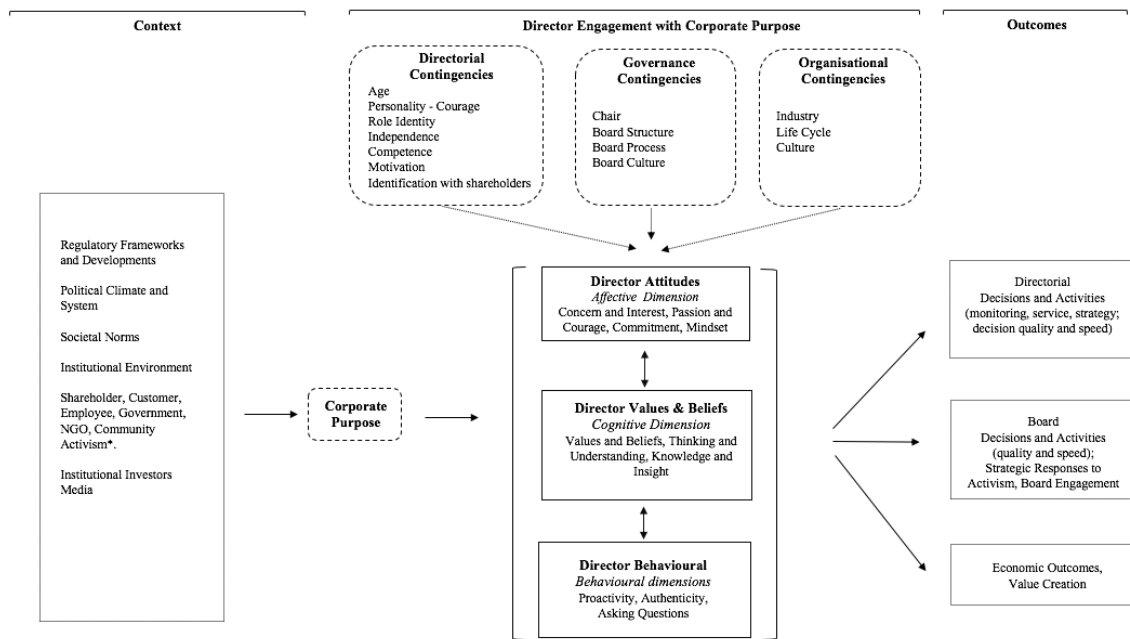 Context
Director Engagement with Corporate Purpose
Outcomes
Directorial
Contingencies
Age
Personality - Courage
Role Identity
Independence
Competence
Motivation
Identification with shareholders
Governance
Contingencies
Chair
Board Structure
Board Process
Board Culture
Organisational
Contingencies
Industry
Life Cycle
Culture
Regulatory Frameworks
and Developments
Political Climate and
System
Societal Norms
Institutional Environment
Shareholder, Customer,
Employee, Government,
NGO, Community
Activism*.
Institutional Investors
Media
Corporate
Purpose
Director Attitudes
Affective Dimension
Concern and Interest, Passion and
Courage, Commitment, Mindset
Director Values & Beliefs
Cognitive Dimension
Values and Beliefs, Thinking and
Understanding, Knowledge and
Insight
Director Behavioural
Behavioural dimensions
Proactivity, Authenticity,
Asking Questions
Directorial
Decisions and Activities
(monitoring, service, strategy;
decision quality and speed)
Board
Decisions and Activities
(quality and speed);
Strategic Responses to
Activism, Board Engagement
Economic Outcomes,
Value Creation